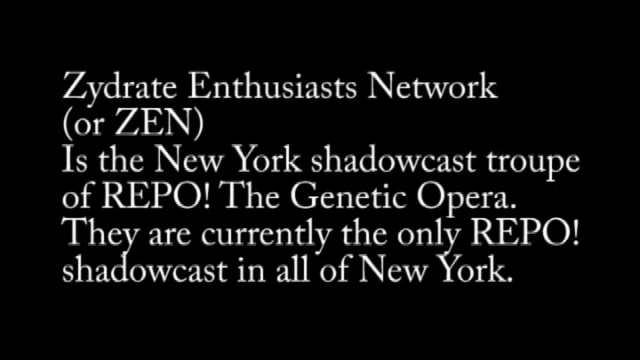 Zydrate Enthusiasts Network
(or ZEN)
Is the New York shadowcast troupe
of REPO! The Genetic Opera.
They are currently the only REPO!
shadowcast in all of New York.